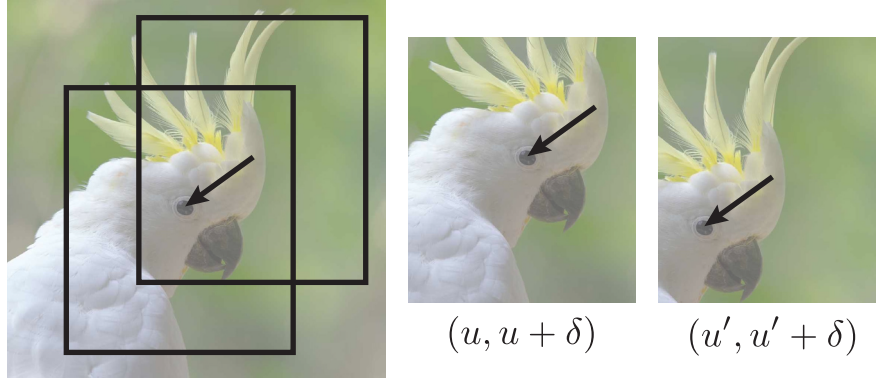 (u, u + δ)
(u′, u′ + δ)